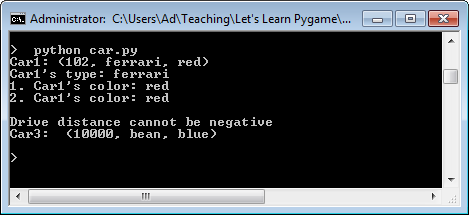 Administrator: C:\Users\Ad\Teaching\Let's Learn Pygame\...
> python car.py
Car1: (102, ferrari, red)
Car1's type: ferrari
1. Car1's color: red
2. Car1's color: red
Drive distance cannot be negative
Car3:  (10000, bean, blue)
>